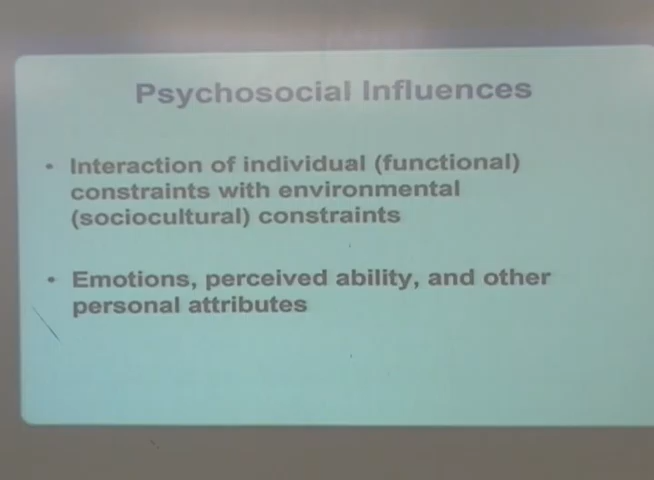 Psychosocial Influences
• Interaction of individual (functional)
constraints with environmental
(sociocultural) constraints
• Emotions, perceived ability, and other
personal attributes